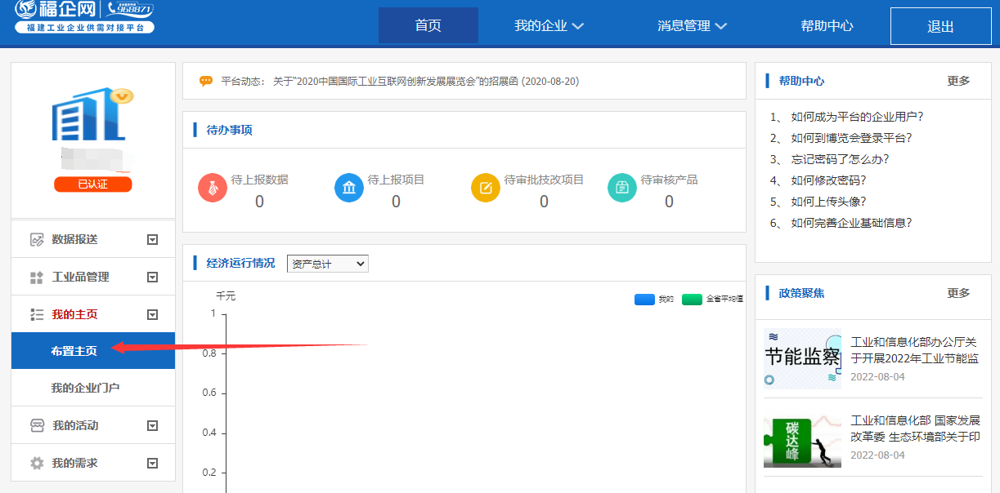 福企网 968871
福建工业企业供需对接平台
首页
我的企业
消息管理
帮助中心
退出
已认证
数据报送
工业品管理
我的主页
布置主页
我的企业门户
我的活动
我的需求
平台动态: 关于"2020中国国际工业互联网创新发展展览会"的招展函 (2020-08-20)
待办事项
待上报数据
0
待上报项目
0
待审批技改项目
0
待审核产品
0
经济运行情况 资产总计
千元
我的 全省平均值
1
0.8
0.6
0.4
0.2
帮助中心 更多
1、 如何成为平台的企业用户?
2、 如何到博览会登录平台?
3、 忘记密码了怎么办?
4、 如何修改密码?
5、 如何上传头像?
6、 如何完善企业基础信息?
政策聚焦 更多
节能监察
工业和信息化部办公厅关
于开展2022年工业节能监
2022-08-04
碳达峰
工业和信息化部 国家发展
改革委 生态环境部关于印
2022-08-04